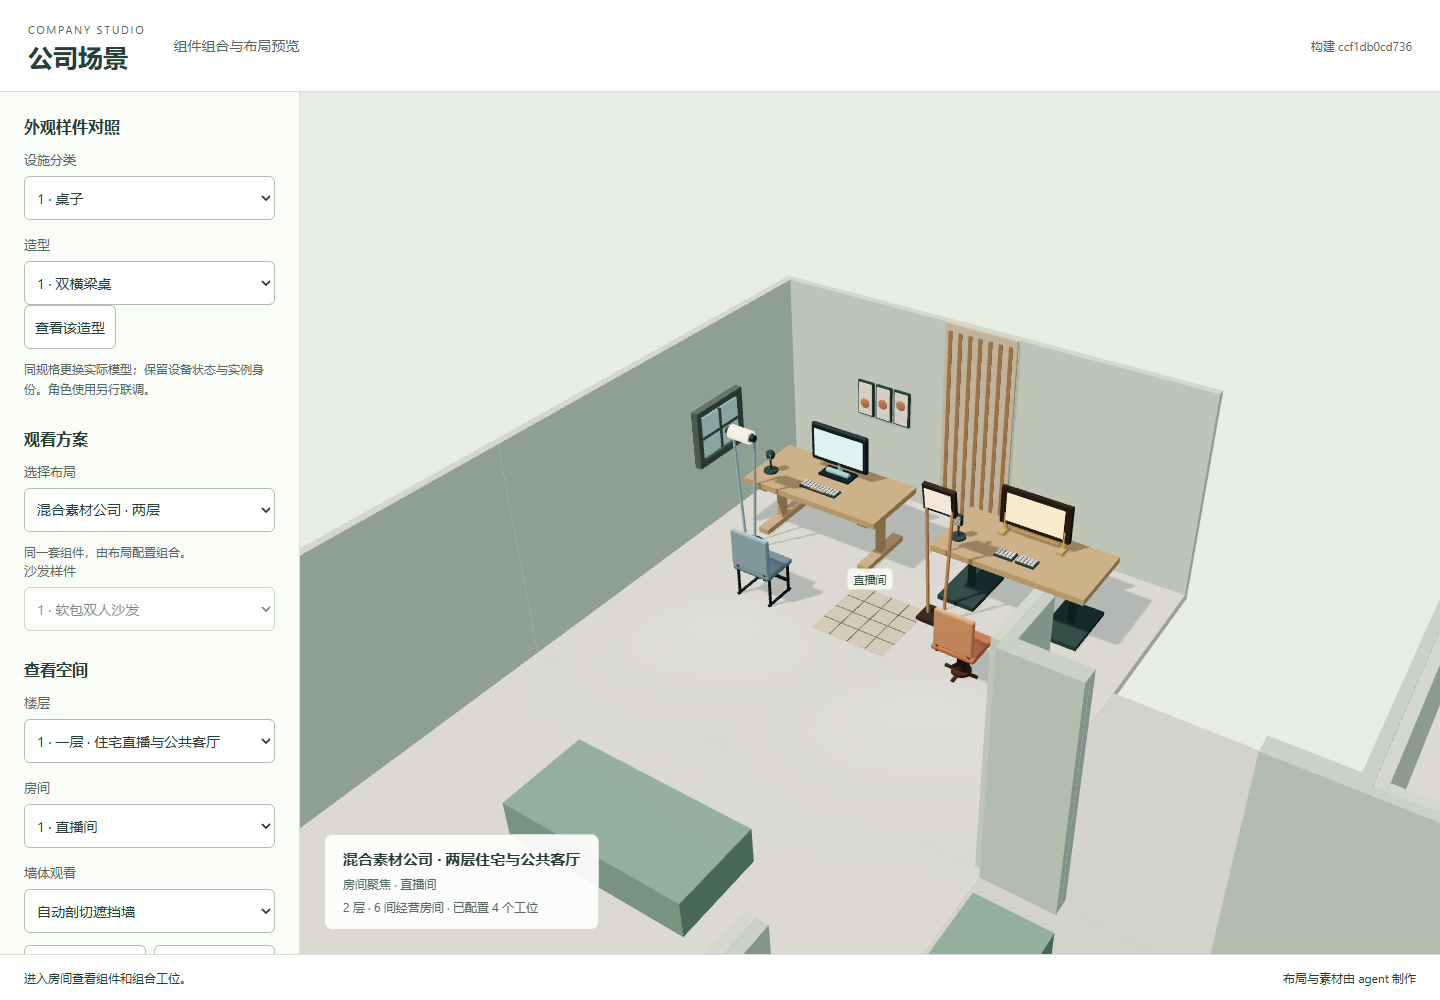 COMPANY STUDIO
公司场景
组件组合与布局预览
构建 ccf1db0cd736
外观样件对照
设施分类
1 · 桌子
造型
1 · 双横梁桌
查看该造型
同规格更换实际模型；保留设备状态与实例身
份。角色使用另行联调。
观看方案
选择布局
混合素材公司 · 两层
同一套组件，由布局配置组合。
沙发样件
1 · 软包双人沙发
查看空间
楼层
1 · 一层 · 住宅直播与公共客厅
房间
1 · 直播间
墙体观看
自动剖切遮挡墙
直播间
混合素材公司 · 两层住宅与公共客厅
房间聚焦 · 直播间
2 层 · 6 间经营房间 · 已配置 4 个工位
进入房间查看组件和组合工位。
布局与素材由 agent 制作